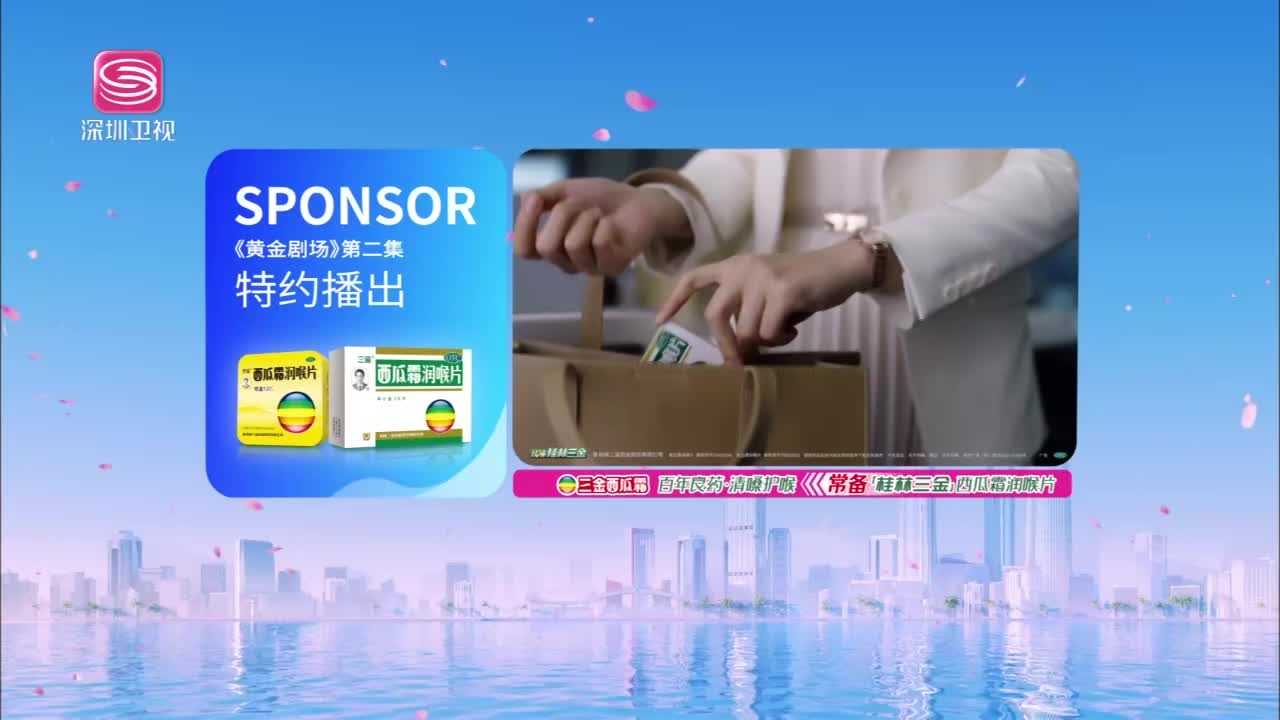 深圳卫视
SPONSOR
《黄金剧场》第二集
特约播出
西瓜霜润喉片
三金
西瓜霜润喉片
OTC
桂林三金
三金西瓜霜 百年良药·清嗓护喉 常备「桂林三金」西瓜霜润喉片